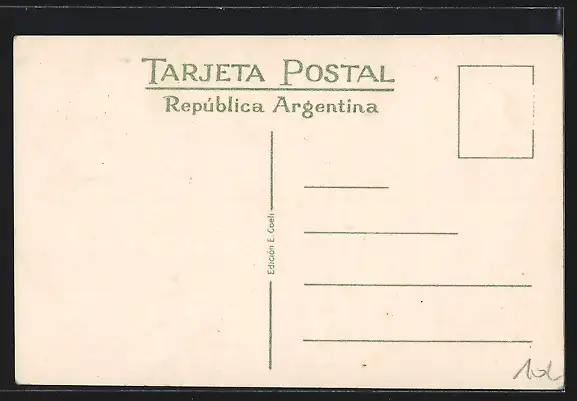 TARJETA POSTAL
República Argentina
Edición E. Coeli